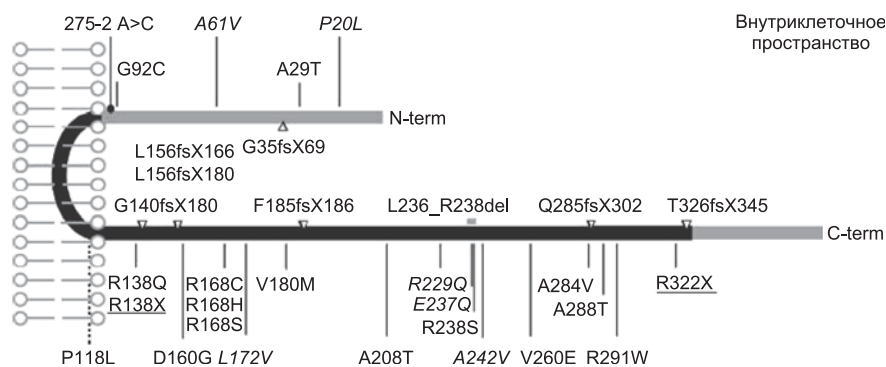 275-2 A>C
A61V
P20L
Внутриклеточное
пространство
G92C
A29T
N-term
L156fsX166
L156fsX180
G35fsX69
G140fsX180
F185fsX186
L236_R238del
Q285fsX302
T326fsX345
C-term
R138Q
R138X
R168C
R168H
R168S
V180M
R229Q
E237Q
R238S
A284V
A288T
R322X
P118L
D160G
L172V
A208T
A242V
V260E
R291W